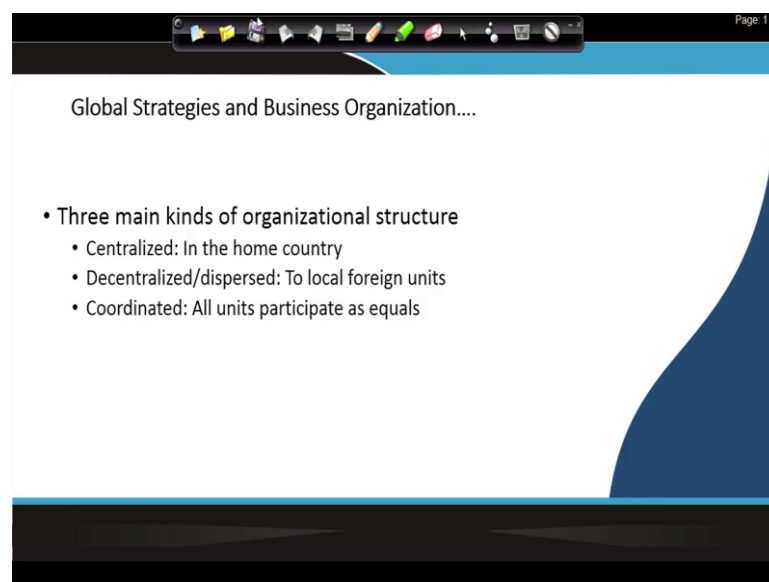 Page: 1
Global Strategies and Business Organization....
• Three main kinds of organizational structure
• Centralized: In the home country
• Decentralized/dispersed: To local foreign units
• Coordinated: All units participate as equals